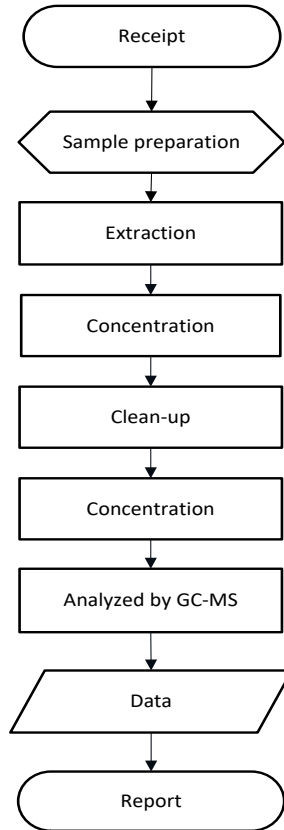 Receipt
Sample preparation
Extraction
Concentration
Clean-up
Concentration
Analyzed by GC-MS
Data
Report